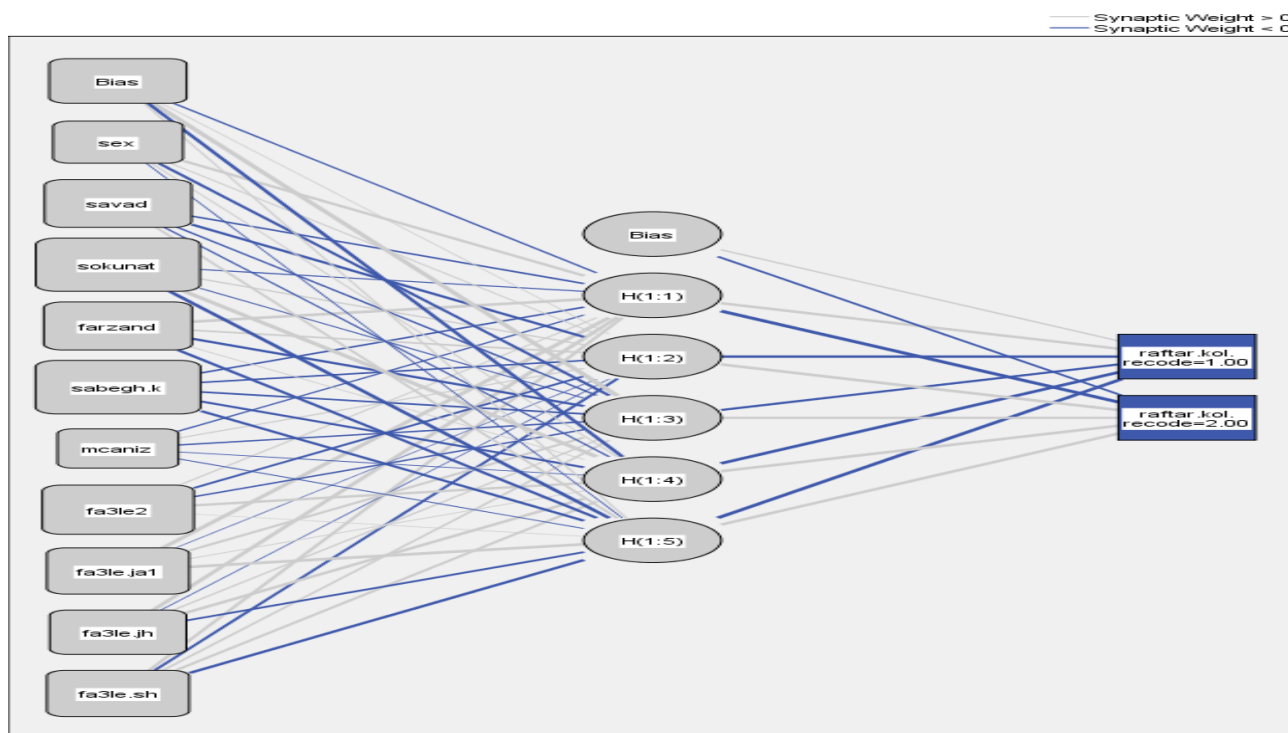 Synaptic Weight > 0
Synaptic Weight < 0
Bias
sex
savad
sokunat
farzand
sabegh.k
mcaniz
fa3le2
fa3le.ja1
fa3le.jh
fa3le.sh
Bias
H(1:1)
H(1:2)
H(1:3)
H(1:4)
H(1:5)
raftar.kol.
recode=1.00
raftar.kol.
recode=2.00